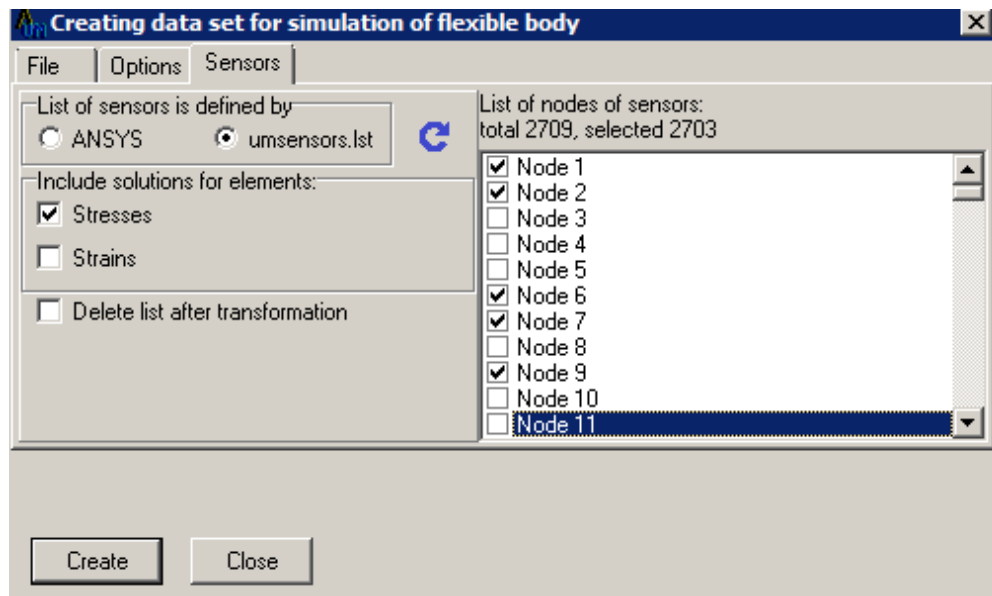 Creating data set for simulation of flexible body
File
Options
Sensors
List of sensors is defined by
ANSYS
umsensors.lst
Include solutions for elements:
Stresses
Strains
Delete list after transformation
List of nodes of sensors:
total 2709, selected 2703
Node 1
Node 2
Node 3
Node 4
Node 5
Node 6
Node 7
Node 8
Node 9
Node 10
Node 11
Create
Close